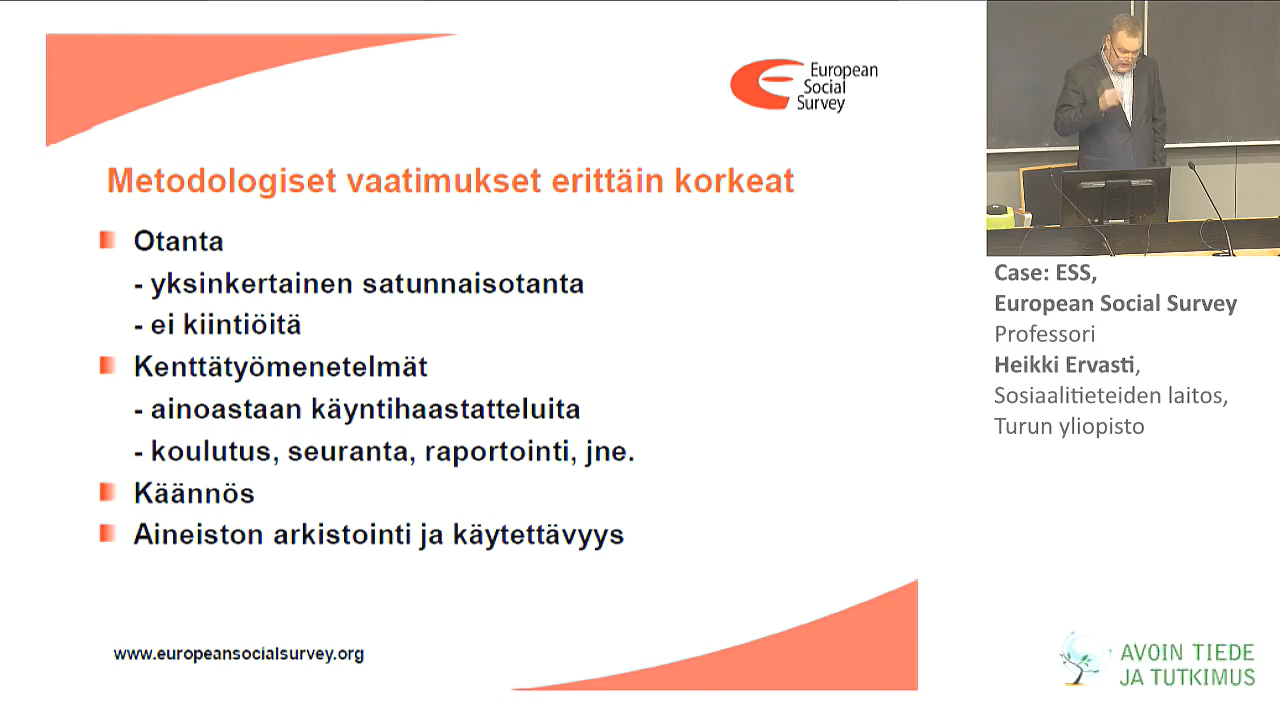 European
Social
Survey
Metodologiset vaatimukset erittäin korkeat
Otanta
- yksinkertainen satunnaisotanta
- ei kiintiöitä
Kenttätyömenetelmät
- ainoastaan käyntihaastatteluita
- koulutus, seuranta, raportointi, jne.
Käännös
Aineiston arkistointi ja käytettävyys
www.europeansocialsurvey.org
Case: ESS,
European Social Survey
Professori
Heikki Ervasti,
Sosiaalitieteiden laitos,
Turun yliopisto
AVOIN TIEDE
JA TUTKIMUS